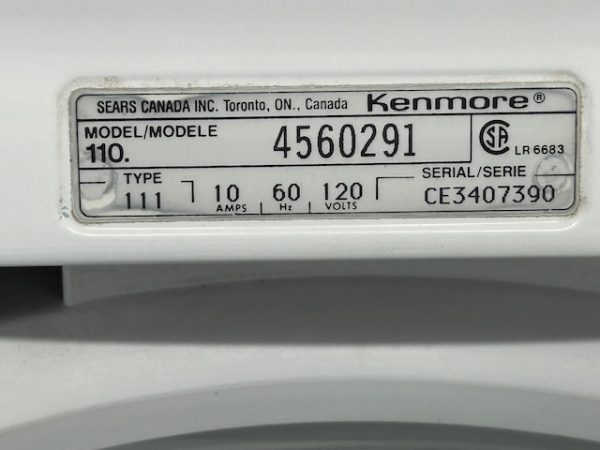 SEARS CANADA INC. Toronto, ON., Canada Kenmore®
MODEL/MODELE
110. 4560291
LR 6683
TYPE SERIAL/SERIE
111 10 60 120 CE3407390
AMPS Hz VOLTS